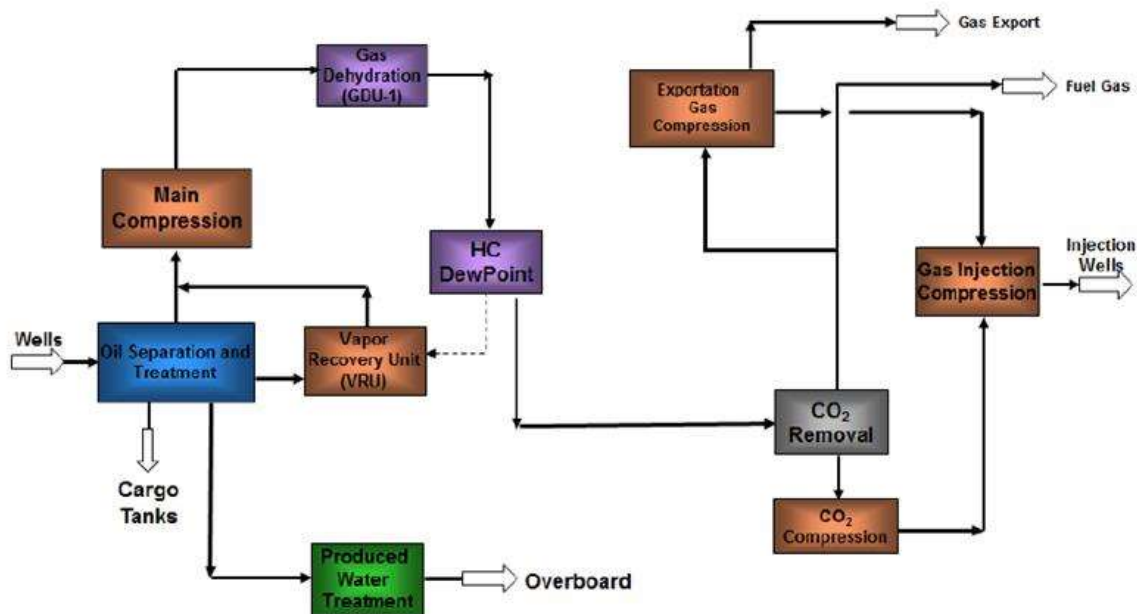 Gas
Dehydration
(GDU-1)
Gas Export
Exportation
Gas
Compression
Fuel Gas
Main
Compression
HC
DewPoint
Gas Injection
Compression
Injection
Wells
Wells
Oil Separation and
Treatment
Vapor
Recovery Unit
(VRU)
CO₂
Removal
Cargo
Tanks
CO₂
Compression
Produced
Water
Treatment
Overboard